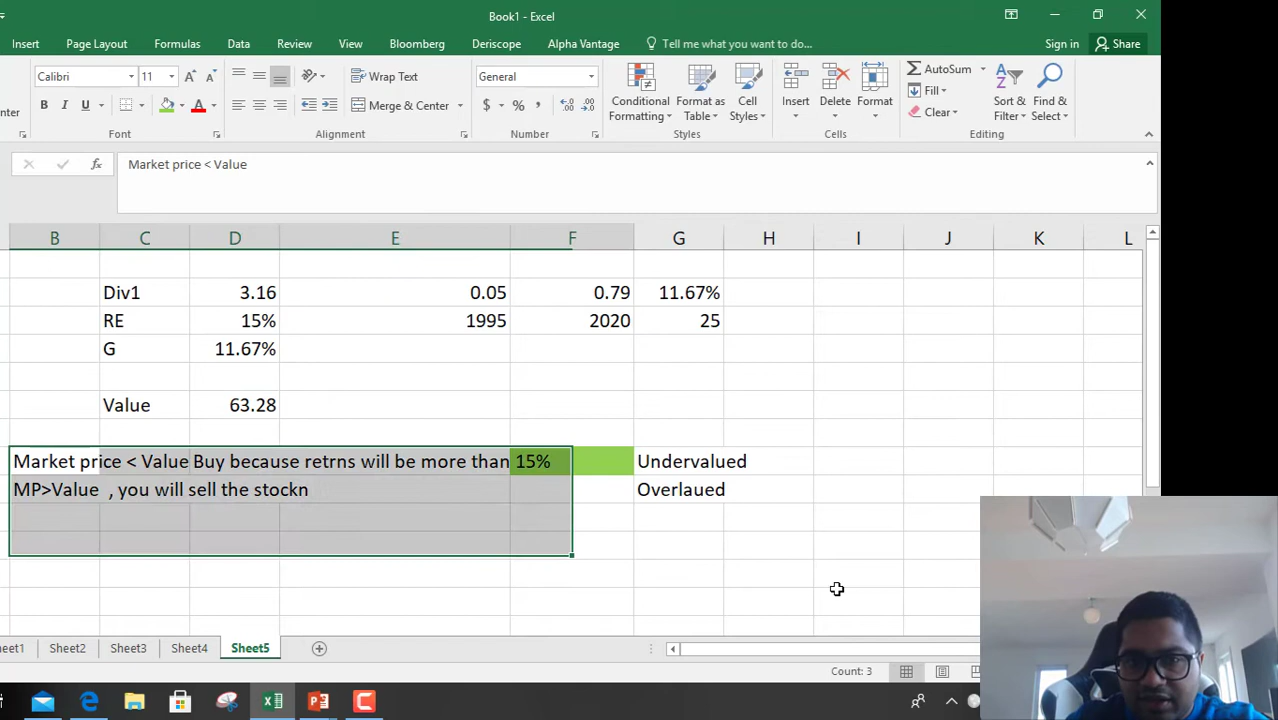 Book1 - Excel
Insert Page Layout Formulas Data Review View Bloomberg Deriscope Alpha Vantage Tell me what you want to do... Sign in Share
Calibri 11 Wrap Text General AutoSum
B I U Merge & Center $ % Conditional Formatting Format as Table Cell Styles Insert Delete Format Fill Clear Sort & Filter Find & Select
Font Alignment Number Styles Cells Editing
fx Market price < Value
B C D E F G H I J K L
Div1 3.16 0.05 0.79 11.67%
RE 15% 1995 2020 25
G 11.67%
Value 63.28
Market price < Value Buy because retrns will be more than 15% Undervalued
MP>Value , you will sell the stockn Overlaued
Sheet2 Sheet3 Sheet4 Sheet5
Count: 3